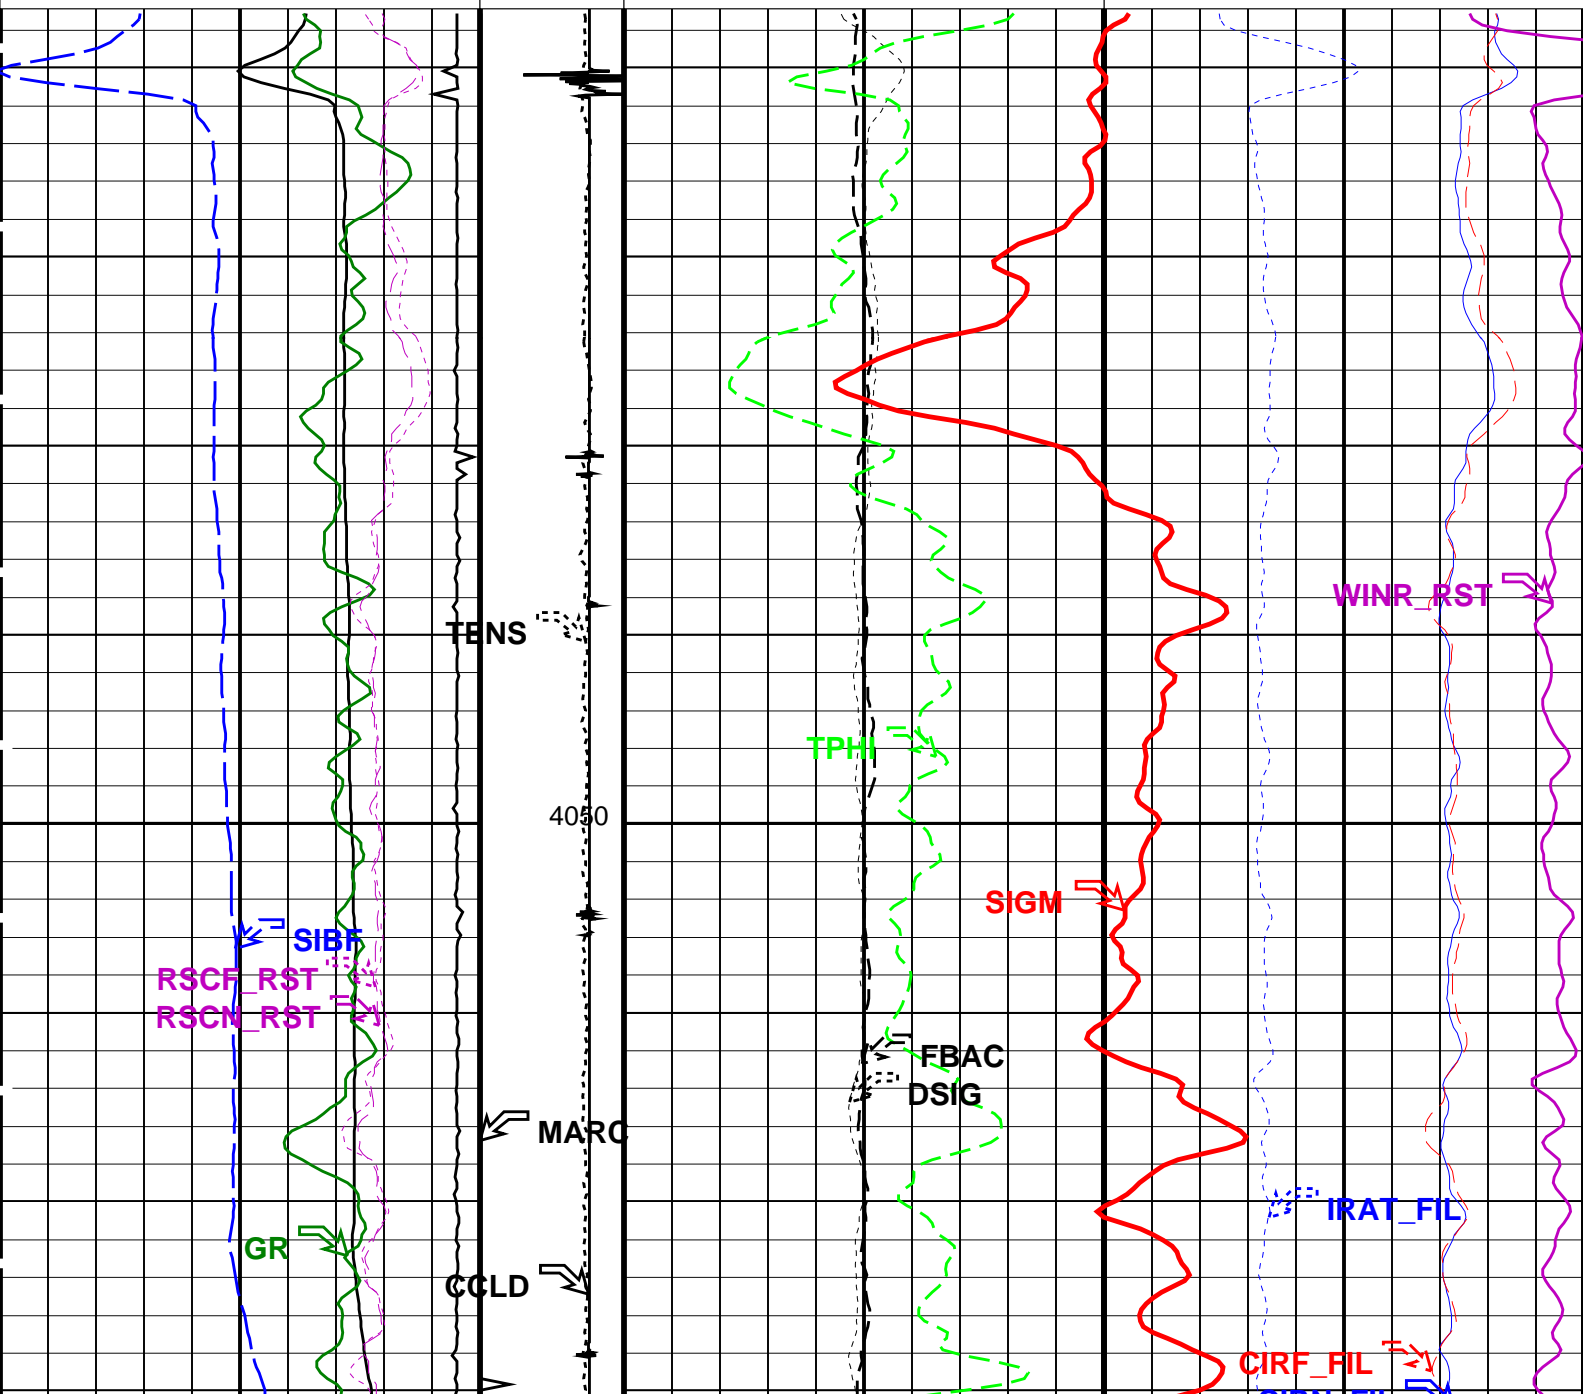 WINR_RST
TENS
TPHI
4050
SIGM
SIBF
RSCF_RST
RSCN_RST
FBAC
DSIG
MARC
IRAT_FIL
GR
CCLD
CIRF_FIL